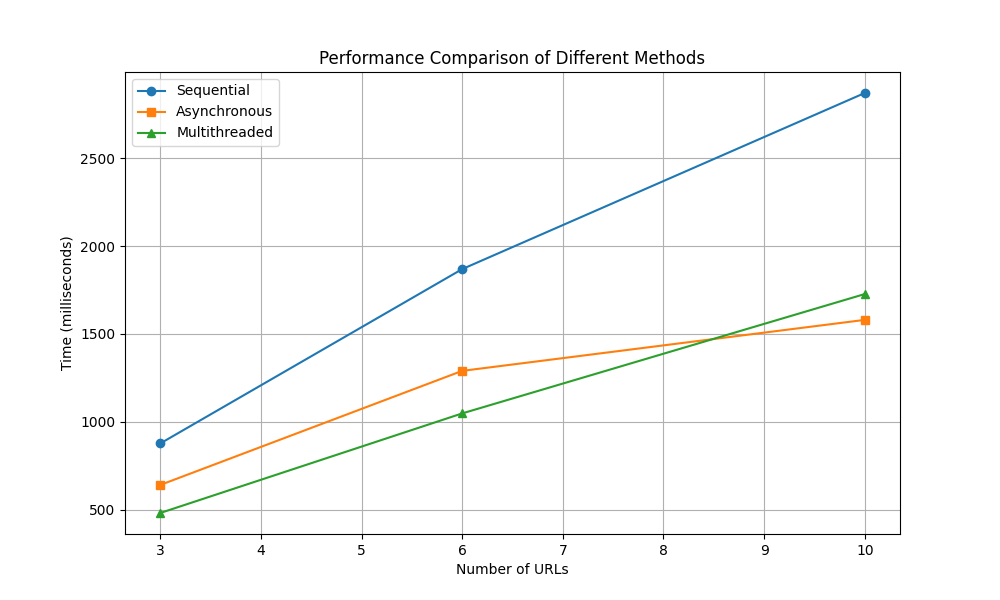 Performance Comparison of Different Methods
Sequential
Asynchronous
Multithreaded
Time (milliseconds)
2500
2000
1500
1000
500
3 4 5 6 7 8 9 10
Number of URLs